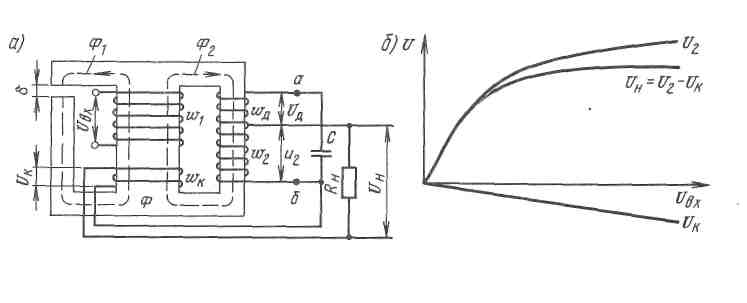 а)
Ф₁
Ф₂
δ
Uвх
w₁
wд
Uд
а
C
Uк
wк
w₂
u₂
Rн
Uн
Ф
б
б)
U
U₂
Uн = U₂ – Uк
Uвх
Uк